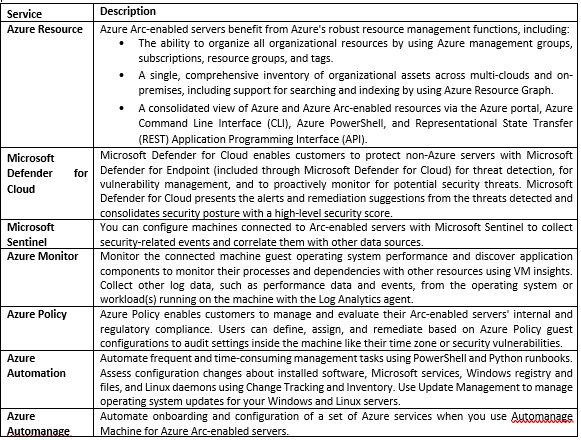 Service
Description
Azure Resource
Azure Arc-enabled servers benefit from Azure's robust resource management functions, including:
• The ability to organize all organizational resources by using Azure management groups,
subscriptions, resource groups, and tags.
• A single, comprehensive inventory of organizational assets across multi-clouds and on-
premises, including support for searching and indexing by using Azure Resource Graph.
• A consolidated view of Azure and Azure Arc-enabled resources via the Azure portal, Azure
Command Line Interface (CLI), Azure PowerShell, and Representational State Transfer
(REST) Application Programming Interface (API).
Microsoft
Defender for
Cloud
Microsoft Defender for Cloud enables customers to protect non-Azure servers with Microsoft
Defender for Endpoint (included through Microsoft Defender for Cloud) for threat detection, for
vulnerability management, and to proactively monitor for potential security threats. Microsoft
Defender for Cloud presents the alerts and remediation suggestions from the threats detected and
consolidates security posture with a high-level security score.
Microsoft
Sentinel
You can configure machines connected to Arc-enabled servers with Microsoft Sentinel to collect
security-related events and correlate them with other data sources.
Azure Monitor
Monitor the connected machine guest operating system performance and discover application
components to monitor their processes and dependencies with other resources using VM insights.
Collect other log data, such as performance data and events, from the operating system or
workload(s) running on the machine with the Log Analytics agent.
Azure Policy
Azure Policy enables customers to manage and evaluate their Arc-enabled servers' internal and
regulatory compliance. Users can define, assign, and remediate based on Azure Policy guest
configurations to audit settings inside the machine like their time zone or security vulnerabilities.
Azure
Automation
Automate frequent and time-consuming management tasks using PowerShell and Python runbooks.
Assess configuration changes about installed software, Microsoft services, Windows registry and
files, and Linux daemons using Change Tracking and Inventory. Use Update Management to manage
operating system updates for your Windows and Linux servers.
Azure
Automanage
Automate onboarding and configuration of a set of Azure services when you use Automanage
Machine for Azure Arc-enabled servers.